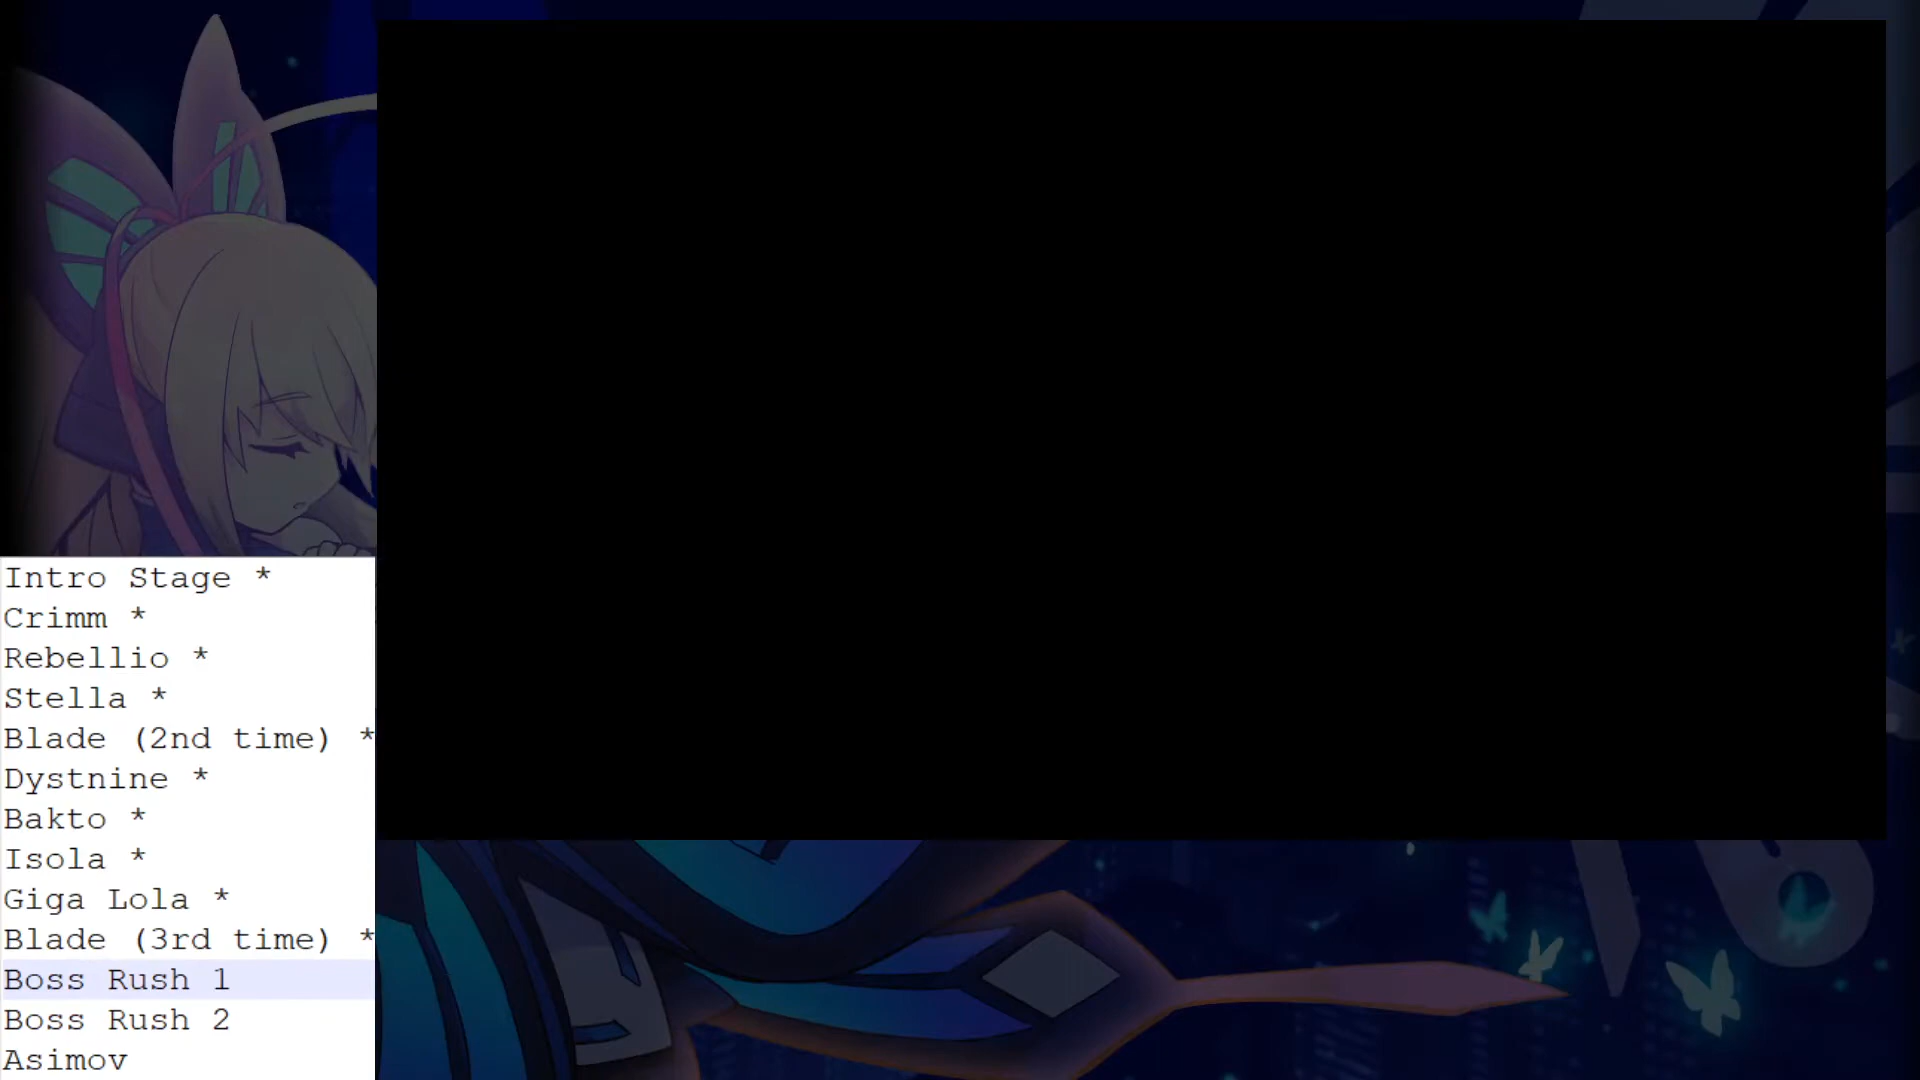 Intro Stage *
Crimm *
Rebellio *
Stella *
Blade (2nd time) *
Dystnine *
Bakto *
Isola *
Giga Lola *
Blade (3rd time) *
Boss Rush 1
Boss Rush 2
Asimov